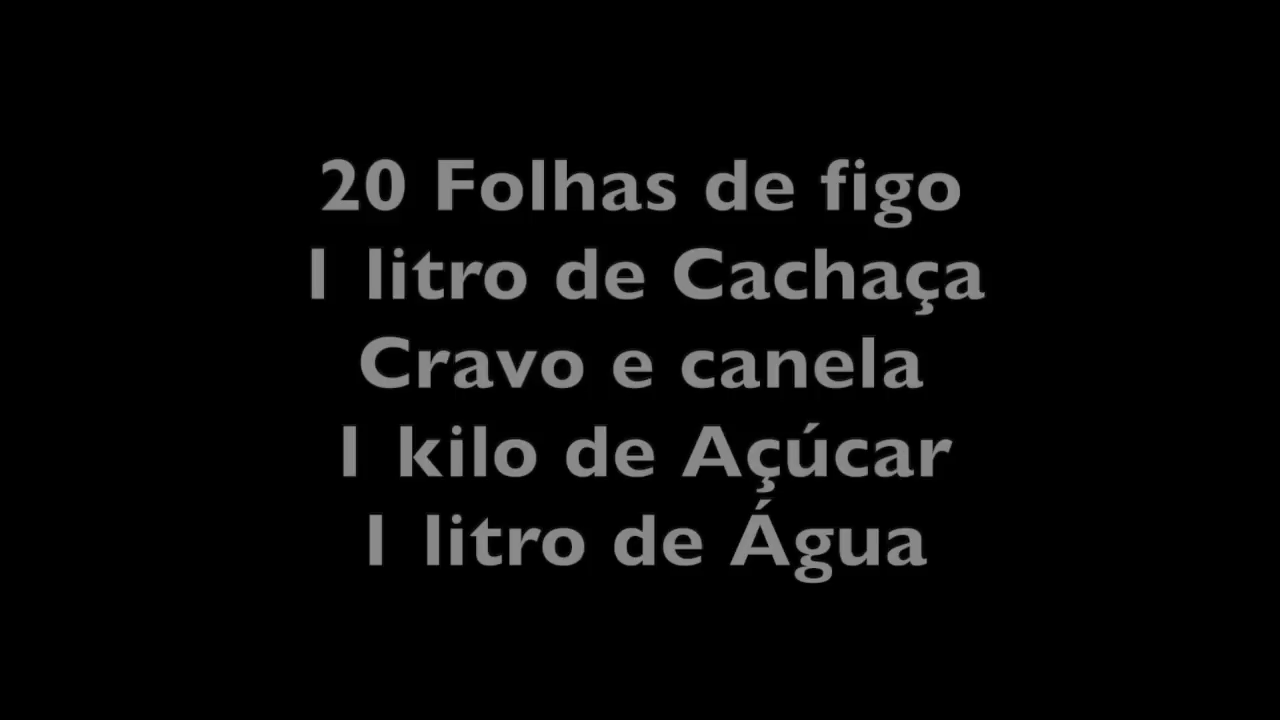 20 Folhas de figo
1 litro de Cachaça
Cravo e canela
1 kilo de Açúcar
1 litro de Água